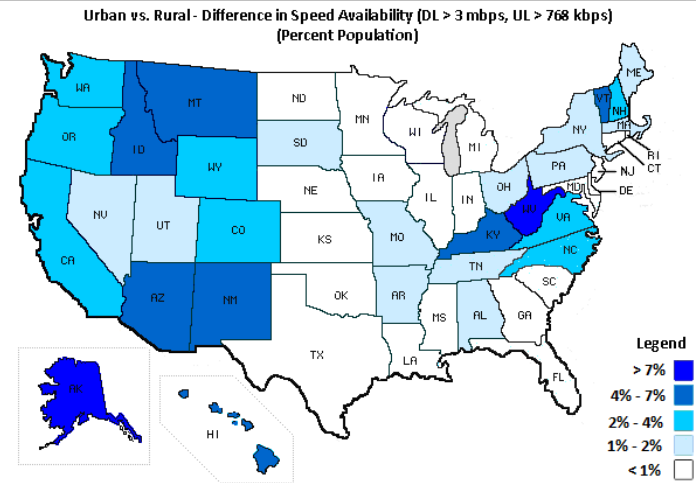 Urban vs. Rural - Difference in Speed Availability (DL > 3 mbps, UL > 768 kbps)
(Percent Population)
WA
MT
ND
MN
ME
VT
NH
OR
ID
SD
WI
MI
NY
MA
WY
RI
CT
NE
IA
PA
NJ
NV
UT
CO
IL
IN
OH
MD
DE
WV
VA
KS
MO
KY
CA
NC
TN
AZ
NM
OK
AR
SC
MS
AL
GA
TX
LA
FL
AK
HI
Legend
> 7%
4% - 7%
2% - 4%
1% - 2%
< 1%